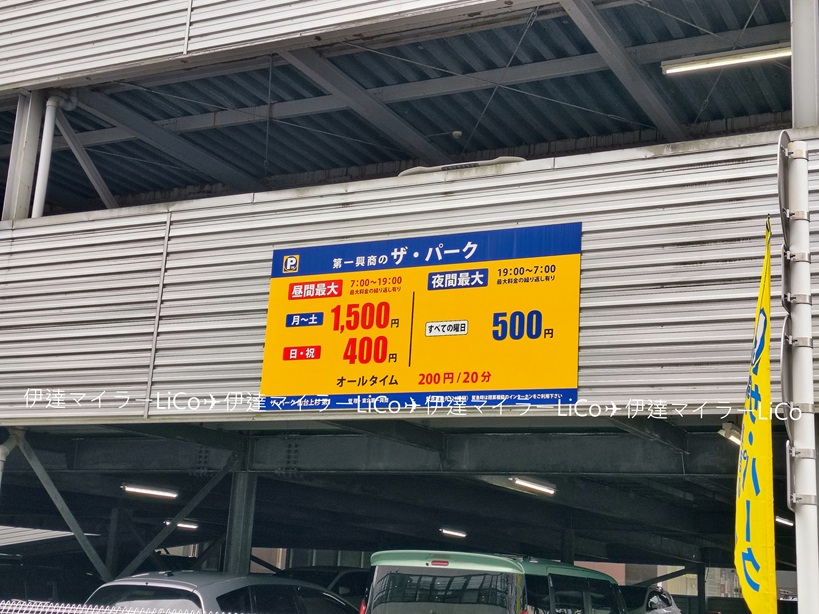 第一興商の ザ・パーク
昼間最大 7:00〜19:00
最大料金の繰り返し有り
月〜土 1,500円
日・祝 400円
夜間最大 19:00〜7:00
最大料金の繰り返し有り
すべての曜日 500円
オールタイム 200円/20分
伊達マイラーLiCo✈伊達マイラーLiCo✈伊達マイラーLiCo✈伊達マイラーLiCo
ザ・パーク